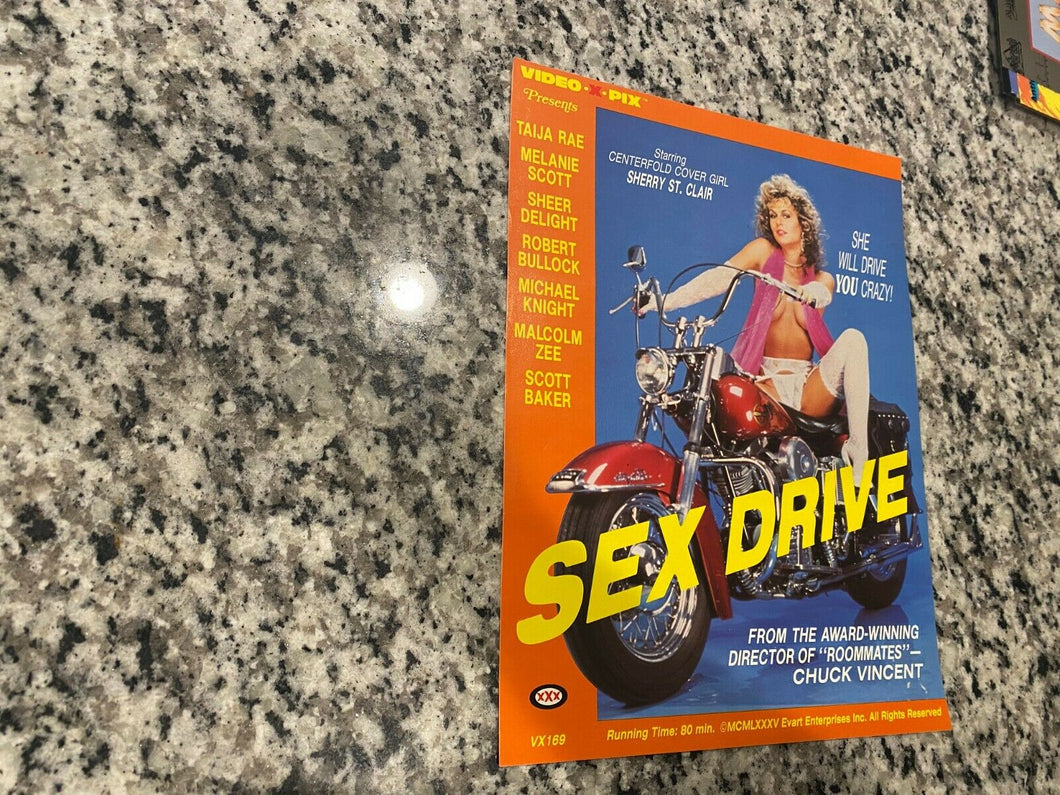 VIDEO·X·PIX™
Presents
TAIJA RAE
MELANIE
SCOTT
SHEER
DELIGHT
ROBERT
BULLOCK
MICHAEL
KNIGHT
MALCOLM
ZEE
SCOTT
BAKER
Starring
CENTERFOLD COVER GIRL
SHERRY ST. CLAIR
SHE
WILL DRIVE
YOU CRAZY!
SEX DRIVE
FROM THE AWARD-WINNING
DIRECTOR OF "ROOMMATES"—
CHUCK VINCENT
XXX
VX169
Running Time: 80 min. ©MCMLXXXV Evart Enterprises Inc. All Rights Reserved